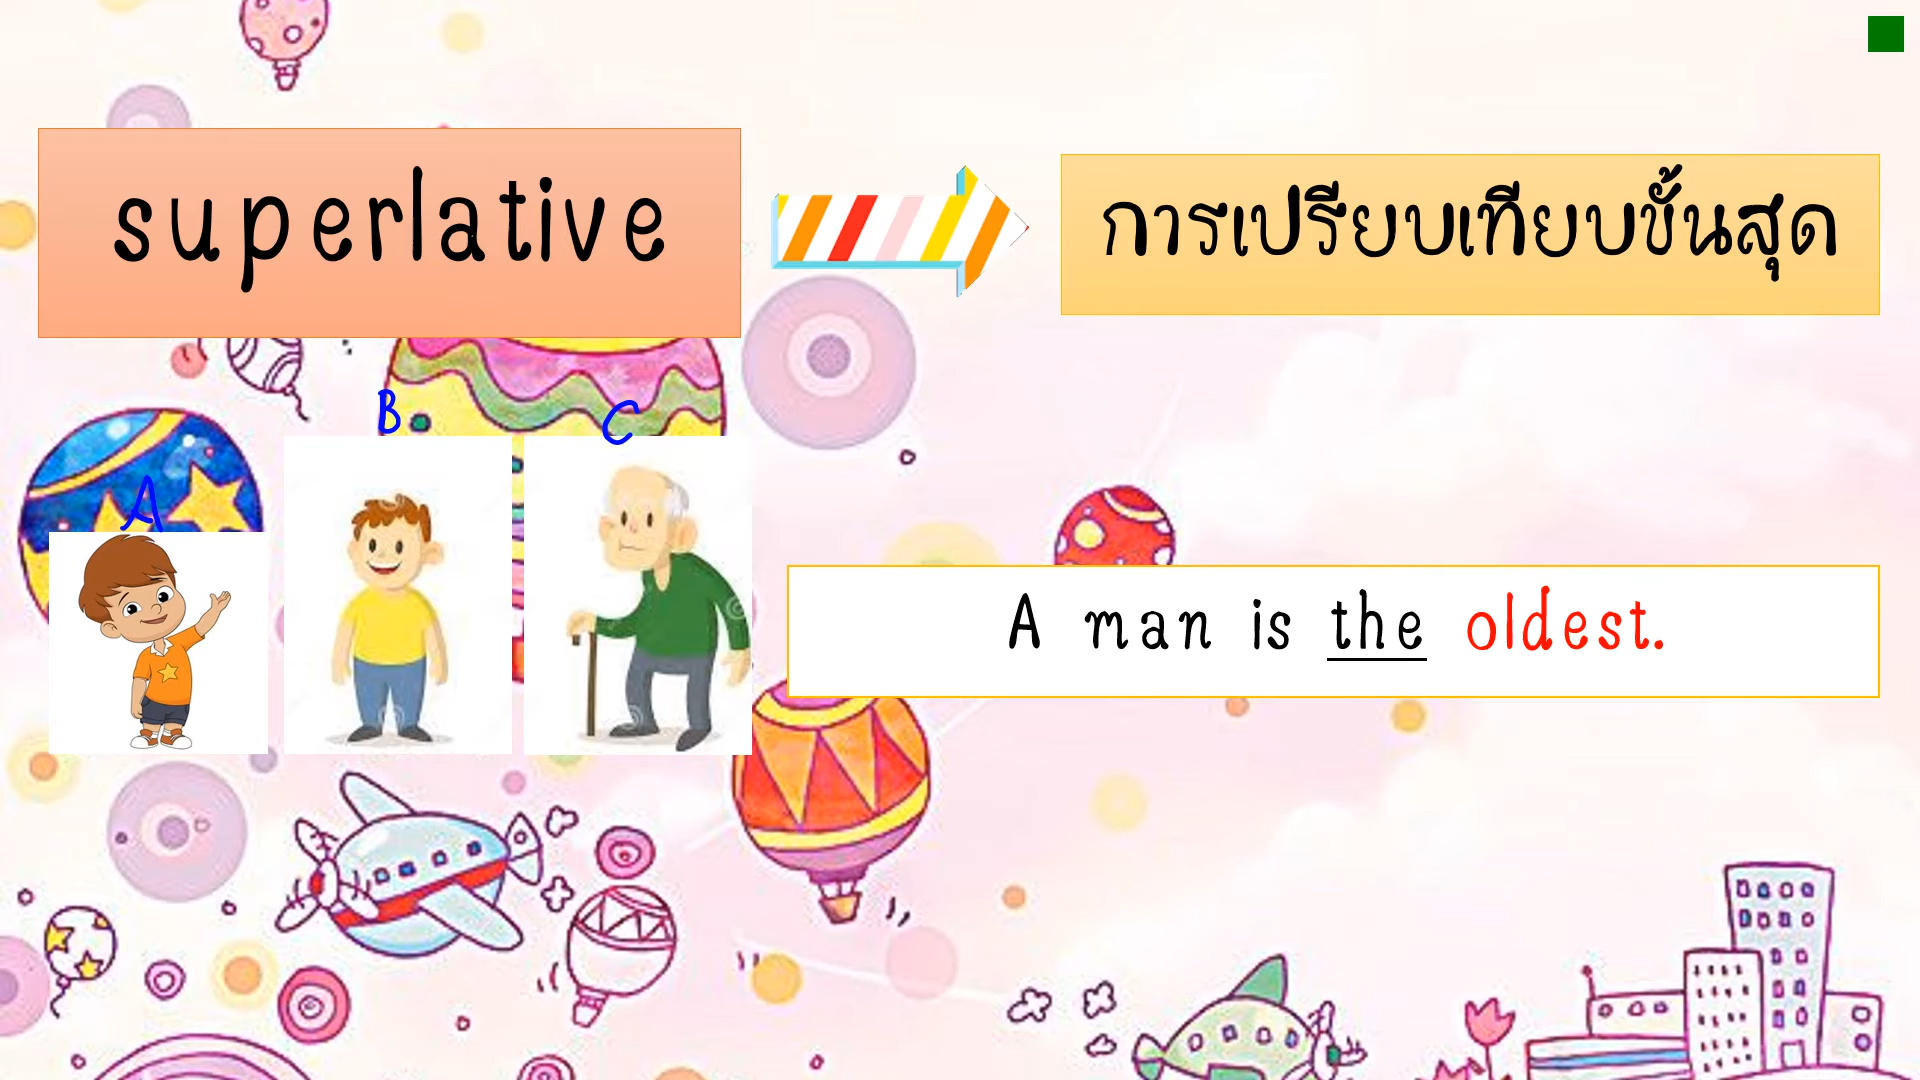 superlative
การเปรียบเทียบชั้นสุด
B
C
A
A man is the oldest.